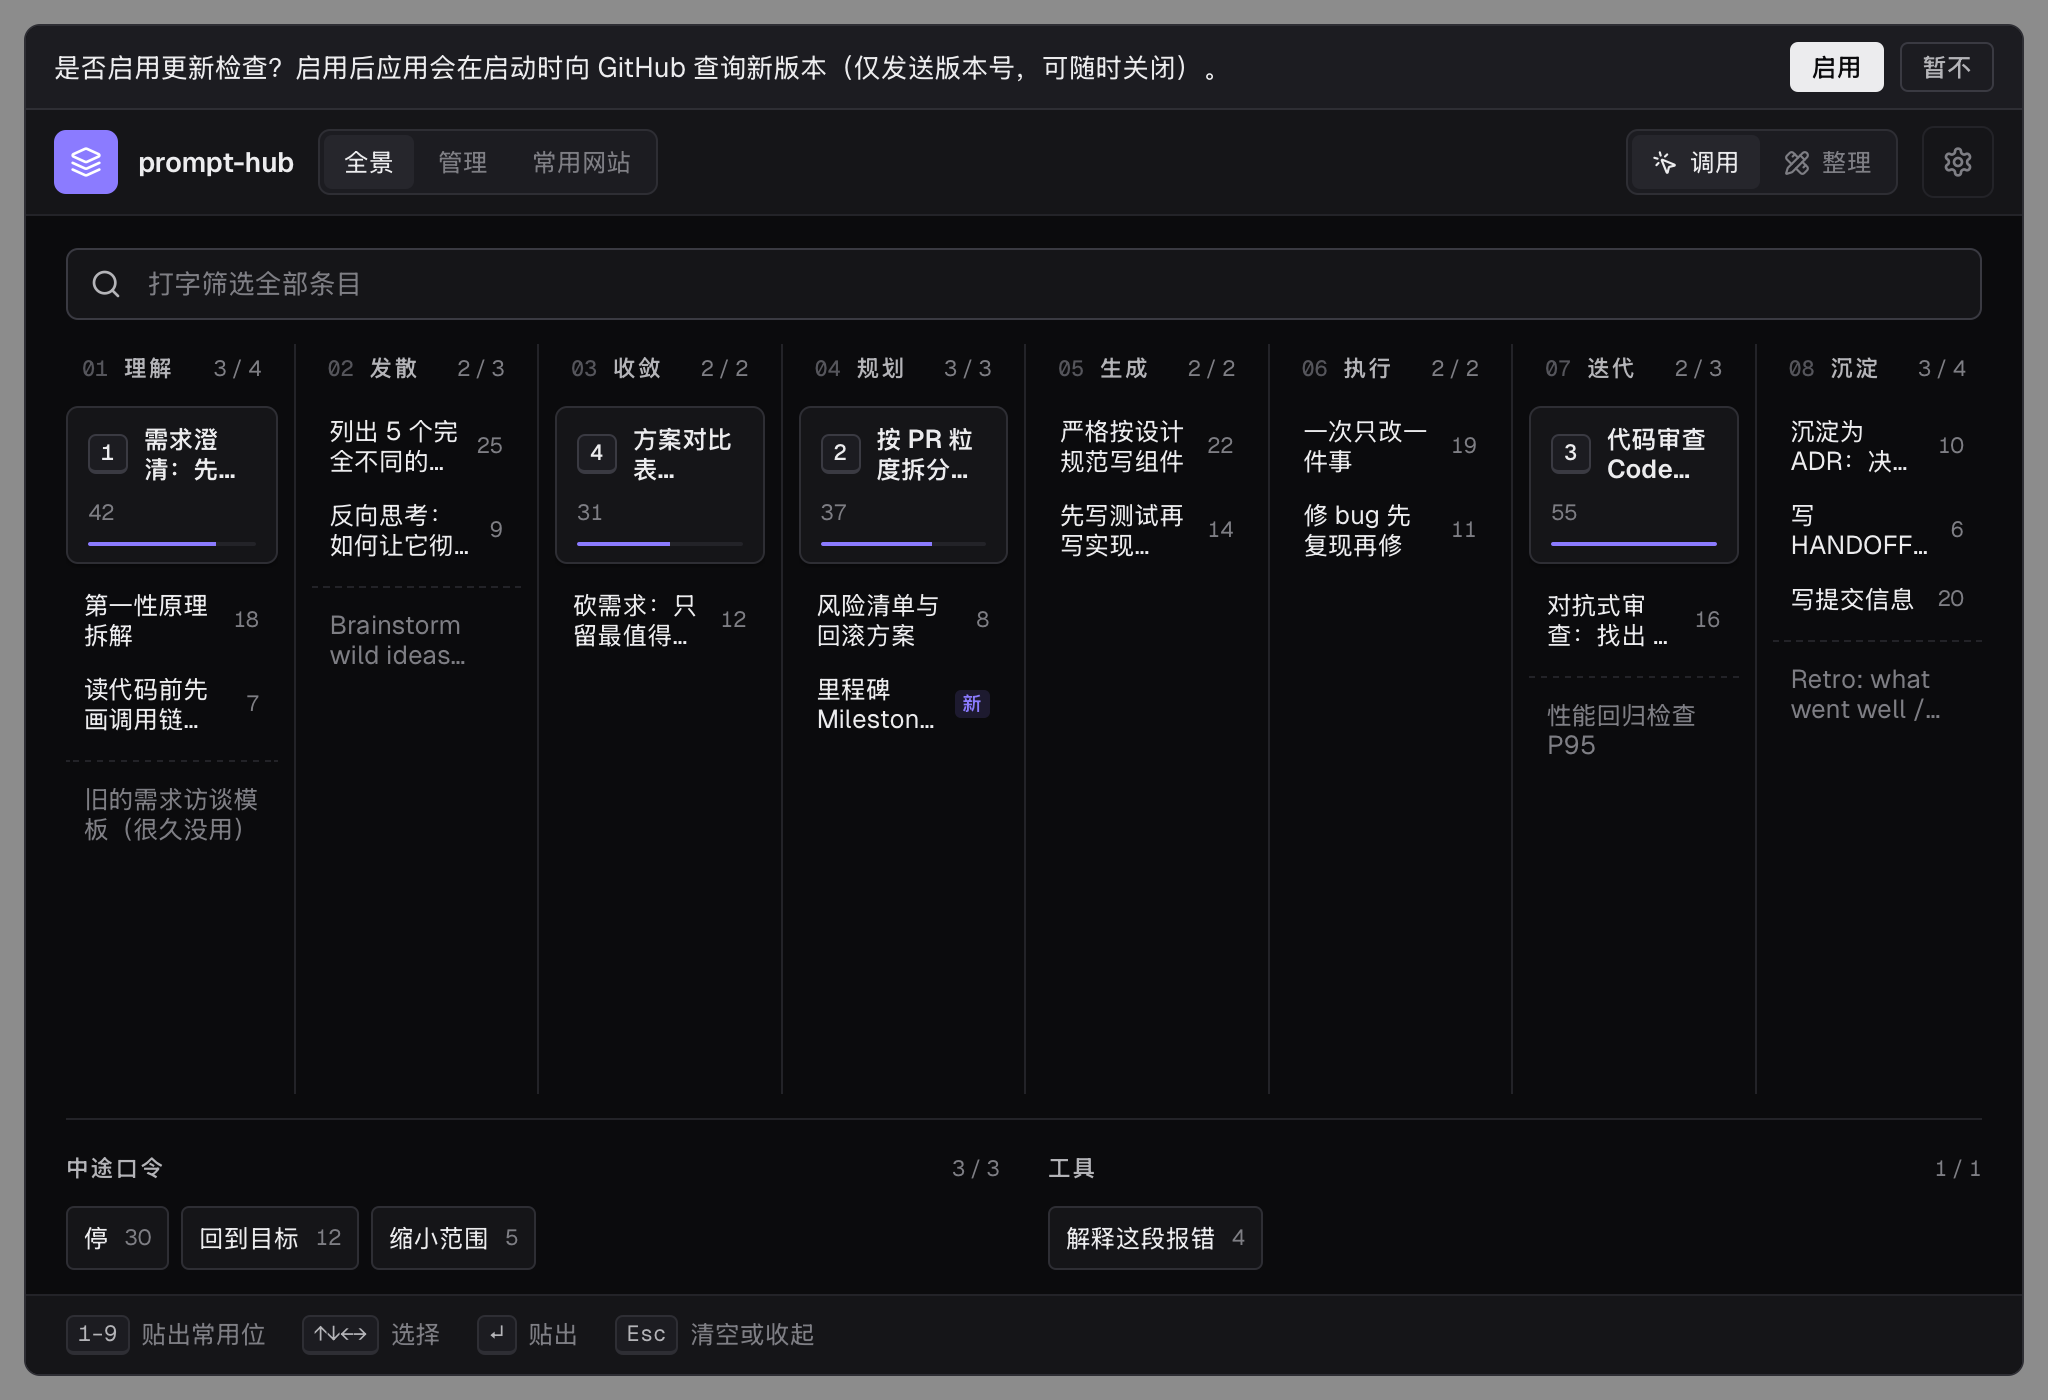 是否启用更新检查？启用后应用会在启动时向 GitHub 查询新版本（仅发送版本号，可随时关闭）。
启用
暂不
prompt-hub
全景
管理
常用网站
调用
整理
打字筛选全部条目
01 理解 3 / 4
1
需求澄
清：先…
42
第一性原理
拆解
18
读代码前先
画调用链…
7
旧的需求访谈模
板（很久没用）
02 发散 2 / 3
列出 5 个完
全不同的…
25
反向思考：
如何让它彻…
9
Brainstorm
wild ideas…
03 收敛 2 / 2
4
方案对比
表…
31
砍需求：只
留最值得…
12
04 规划 3 / 3
2
按 PR 粒
度拆分…
37
风险清单与
回滚方案
8
里程碑
Mileston…
新
05 生成 2 / 2
严格按设计
规范写组件
22
先写测试再
写实现…
14
06 执行 2 / 2
一次只改一
件事
19
修 bug 先
复现再修
11
07 迭代 2 / 3
3
代码审查
Code…
55
对抗式审
查：找出 …
16
性能回归检查
P95
08 沉淀 3 / 4
沉淀为
ADR：决…
10
写
HANDOFF…
6
写提交信息
20
Retro: what
went well /…
中途口令 3 / 3
停 30
回到目标 12
缩小范围 5
工具 1 / 1
解释这段报错 4
1-9 贴出常用位
↑↓←→ 选择
↵ 贴出
Esc 清空或收起